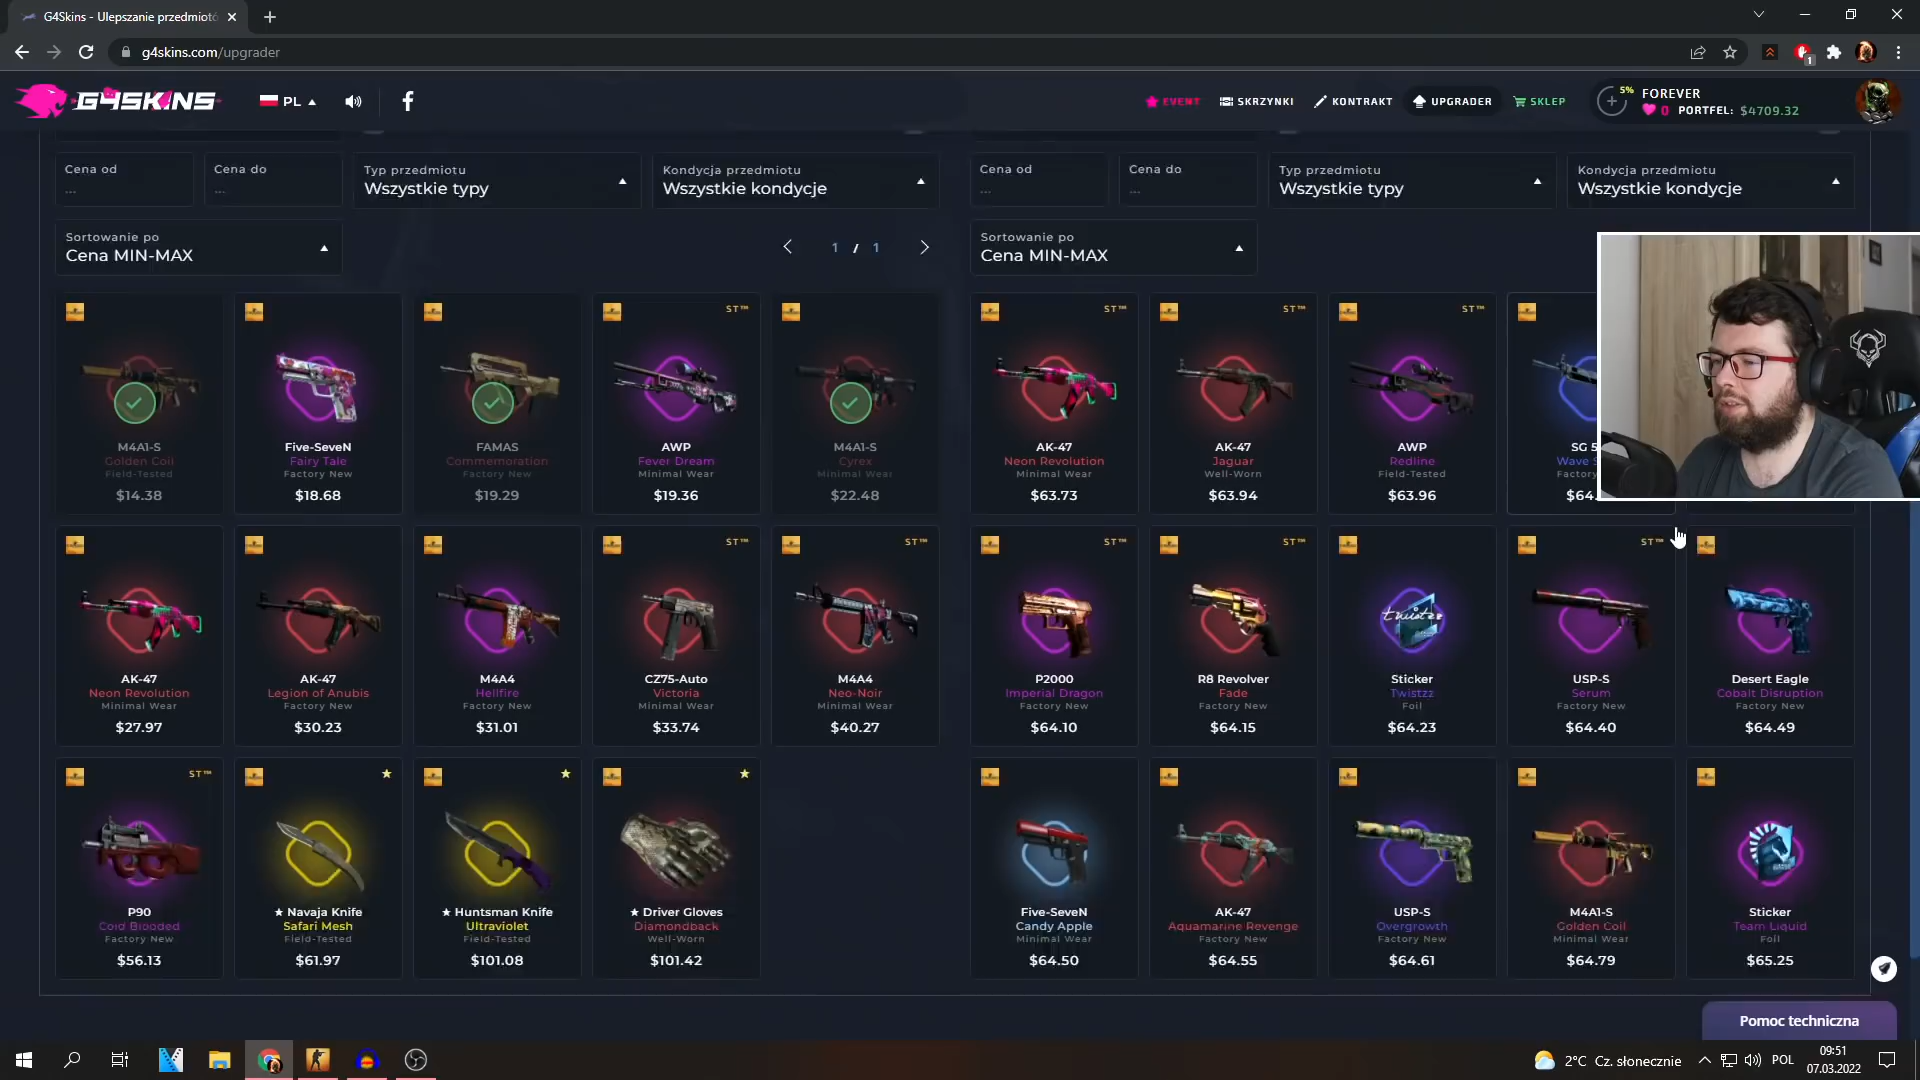 G4Skins - Ulepszanie przedmiotó
g4skins.com/upgrader
1
G4SKINS
PL
EVENT
SKRZYNKI
KONTRAKT
UPGRADER
SKLEP
5%
FOREVER
0 PORTFEL: $4709.32
Cena od
---
Cena do
---
Typ przedmiotu
Wszystkie typy
Kondycja przedmiotu
Wszystkie kondycje
Cena od
---
Cena do
---
Typ przedmiotu
Wszystkie typy
Kondycja przedmiotu
Wszystkie kondycje
Sortowanie po
Cena MIN-MAX
1 / 1
Sortowanie po
Cena MIN-MAX
M4A1-S
Golden Coil
Field-Tested
$14.38
Five-SeveN
Fairy Tale
Factory New
$18.68
FAMAS
Commemoration
Factory New
$19.29
ST™
AWP
Fever Dream
Minimal Wear
$19.36
M4A1-S
Cyrex
Minimal Wear
$22.48
ST™
AK-47
Neon Revolution
Minimal Wear
$63.73
ST™
AK-47
Jaguar
Well-Worn
$63.94
ST™
AWP
Redline
Field-Tested
$63.96
SG 5
Wave S
Factory
$64.
AK-47
Neon Revolution
Minimal Wear
$27.97
AK-47
Legion of Anubis
Factory New
$30.23
M4A4
Hellfire
Factory New
$31.01
ST™
CZ75-Auto
Victoria
Minimal Wear
$33.74
ST™
M4A4
Neo-Noir
Minimal Wear
$40.27
ST™
P2000
Imperial Dragon
Factory New
$64.10
ST™
R8 Revolver
Fade
Factory New
$64.15
Sticker
Twistzz
Foil
$64.23
ST™
USP-S
Serum
Factory New
$64.40
Desert Eagle
Cobalt Disruption
Factory New
$64.49
ST™
P90
Cold Blooded
Factory New
$56.13
★ Navaja Knife
Safari Mesh
Field-Tested
$61.97
★ Huntsman Knife
Ultraviolet
Field-Tested
$101.08
★ Driver Gloves
Diamondback
Well-Worn
$101.42
Five-SeveN
Candy Apple
Minimal Wear
$64.50
AK-47
Aquamarine Revenge
Factory New
$64.55
USP-S
Overgrowth
Factory New
$64.61
M4A1-S
Golden Coil
Minimal Wear
$64.79
Sticker
Team Liquid
Foil
$65.25
Pomoc techniczna
2°C Cz. słonecznie
POL
09:51
07.03.2022